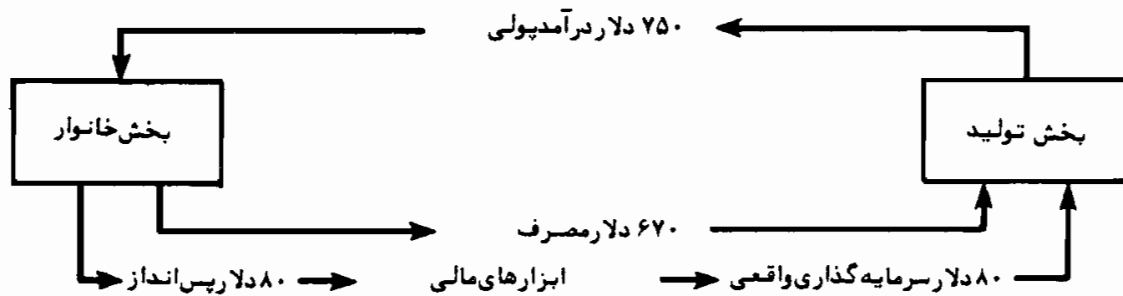 ۷۵۰ دلار درآمد پولی
بخش خانوار
بخش تولید
۶۷۰ دلار مصرف
۸۰ دلار سرمایه گذاری واقعی ابزارهای مالی ۸۰ دلار پس انداز